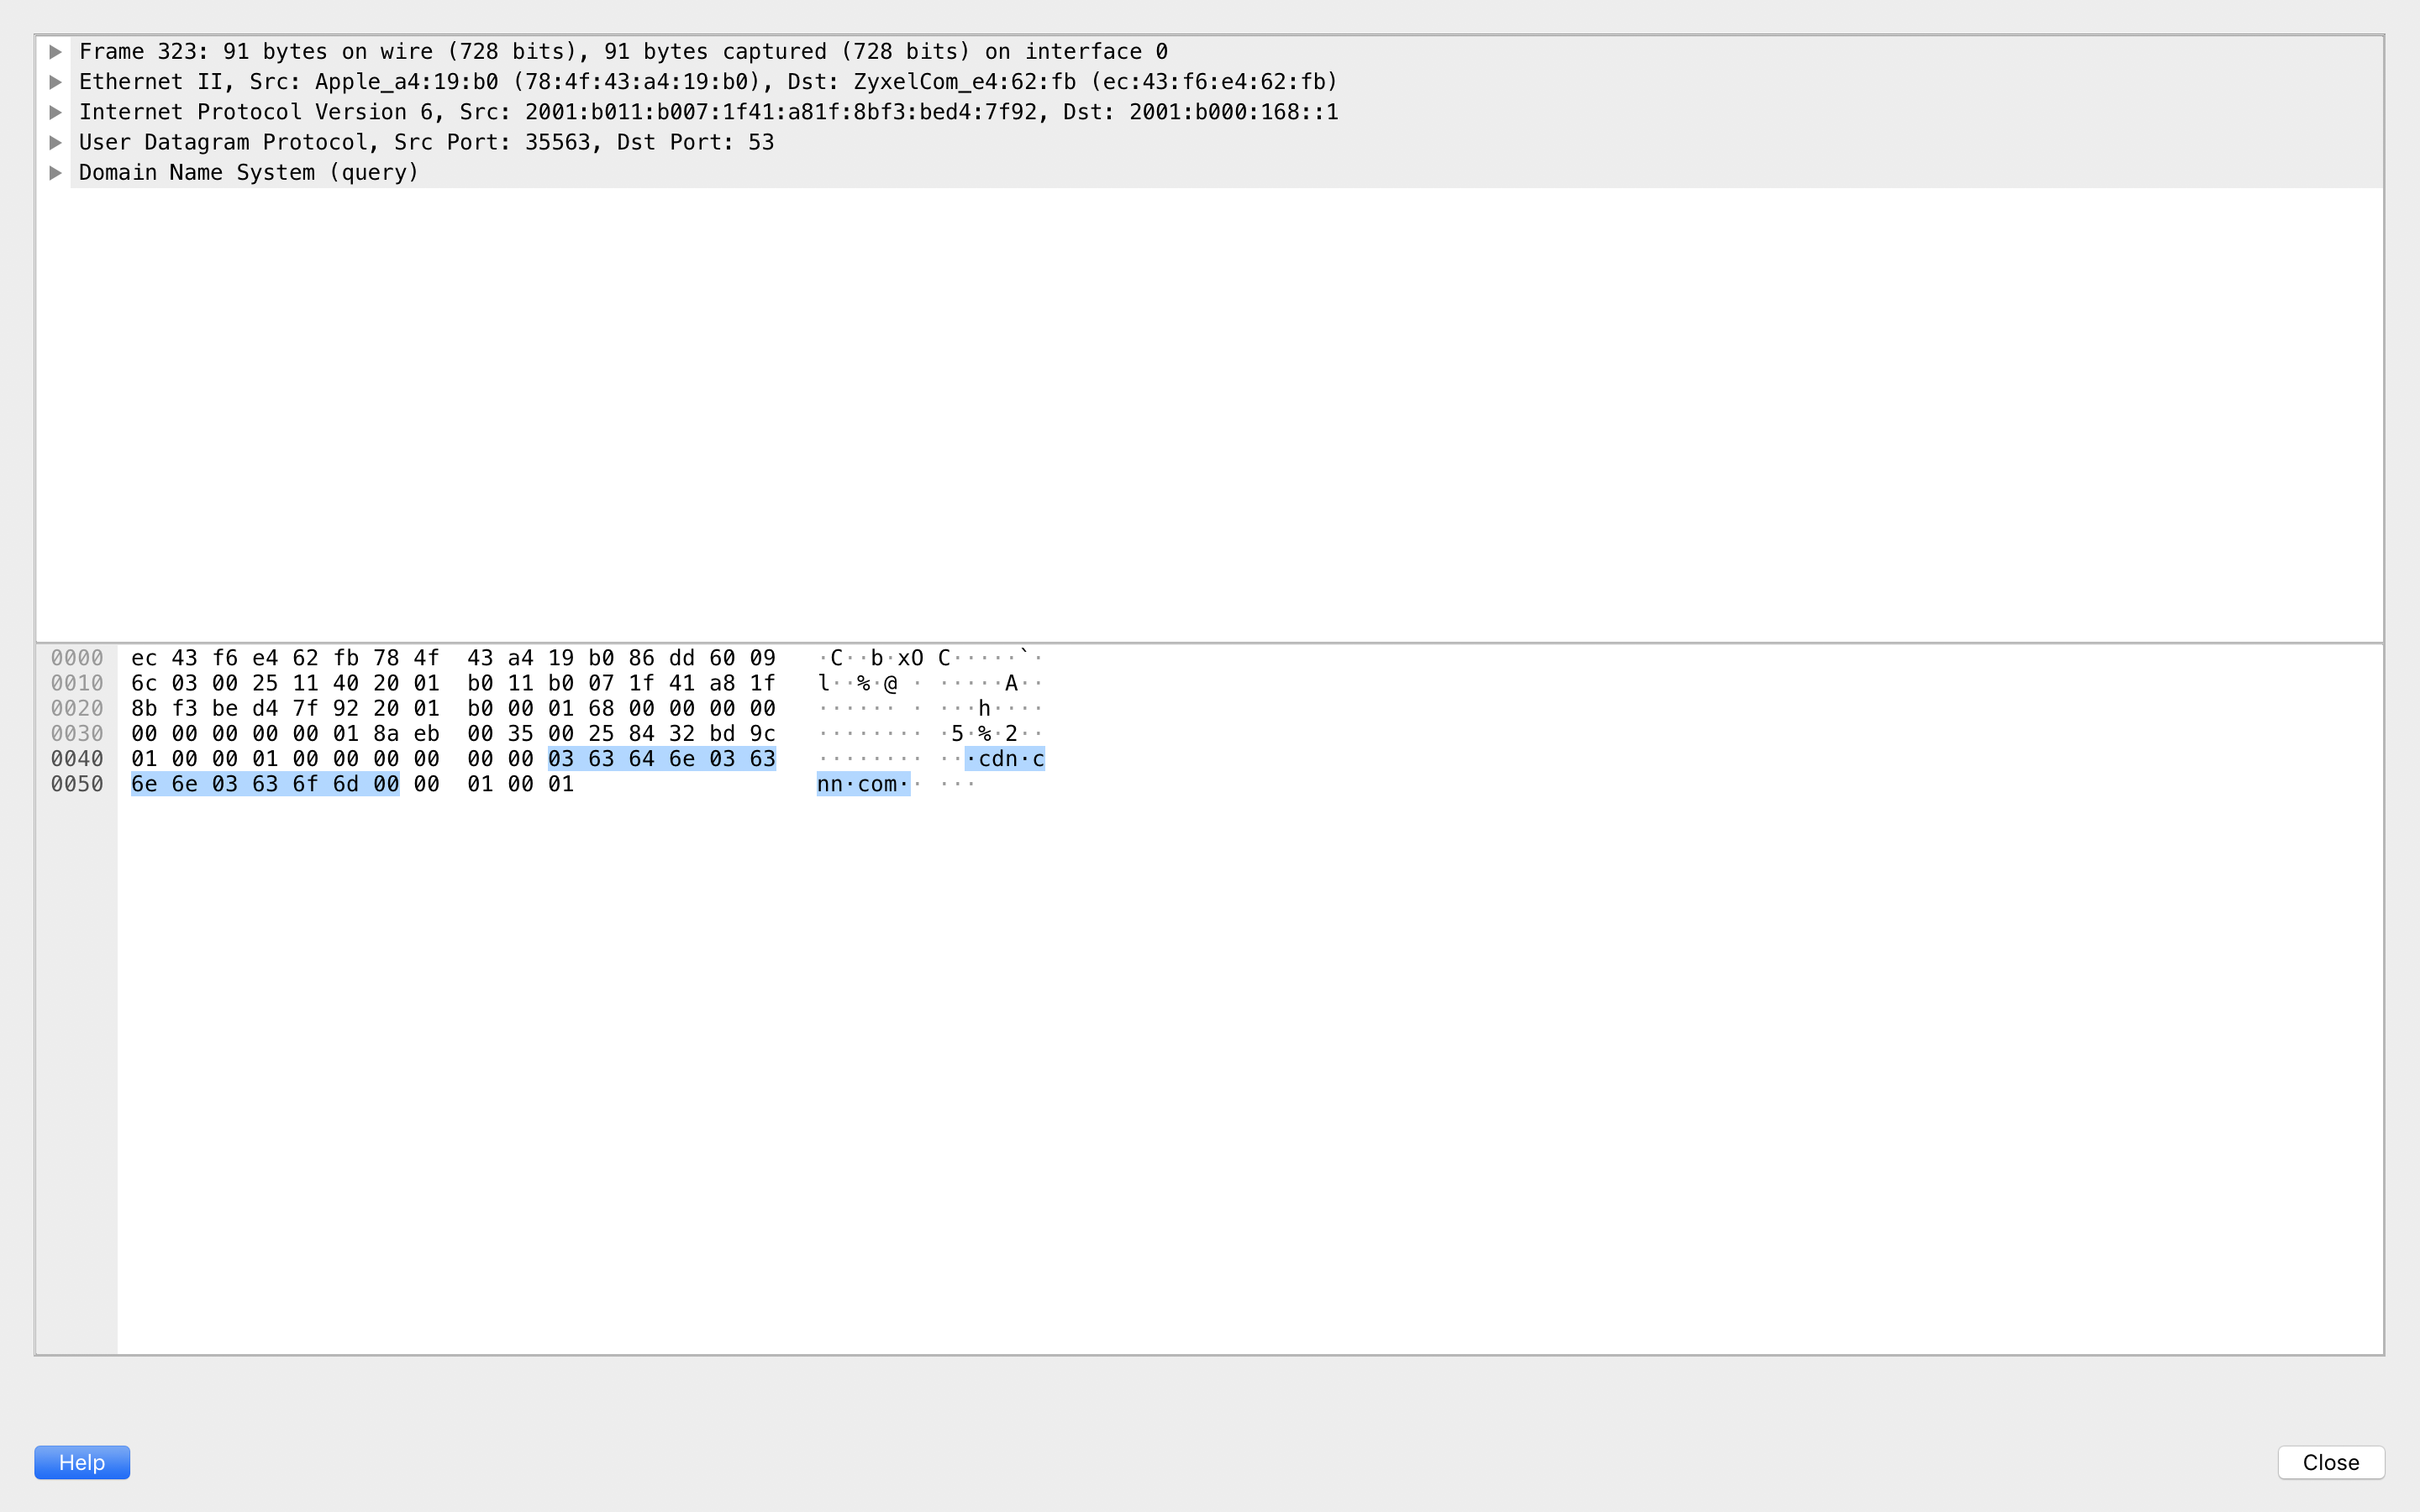 Frame 323: 91 bytes on wire (728 bits), 91 bytes captured (728 bits) on interface 0
Ethernet II, Src: Apple_a4:19:b0 (78:4f:43:a4:19:b0), Dst: ZyxelCom_e4:62:fb (ec:43:f6:e4:62:fb)
Internet Protocol Version 6, Src: 2001:b011:b007:1f41:a81f:8bf3:bed4:7f92, Dst: 2001:b000:168::1
User Datagram Protocol, Src Port: 35563, Dst Port: 53
Domain Name System (query)
0000 ec 43 f6 e4 62 fb 78 4f 43 a4 19 b0 86 dd 60 09 ·C··b·xO C·····`·
0010 6c 03 00 25 11 40 20 01 b0 11 b0 07 1f 41 a8 1f l··%·@ · ·····A··
0020 8b f3 be d4 7f 92 20 01 b0 00 01 68 00 00 00 00 ······ · ···h····
0030 00 00 00 00 00 01 8a eb 00 35 00 25 84 32 bd 9c ········ ·5·%·2··
0040 01 00 00 01 00 00 00 00 00 00 03 63 64 6e 03 63 ········ ···cdn·c
0050 6e 6e 03 63 6f 6d 00 00 01 00 01 nn·com·· ···
Help
Close